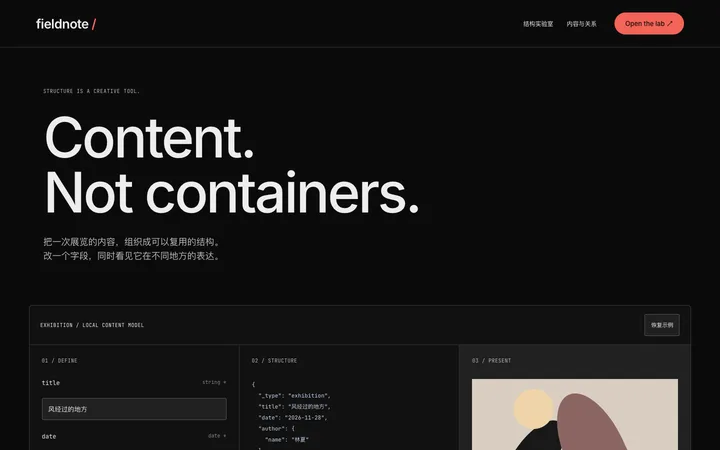 fieldnote /
结构实验室
内容与关系
Open the lab ↗
STRUCTURE IS A CREATIVE TOOL.
Content.
Not containers.
把一次展览的内容，组织成可以复用的结构。
改一个字段，同时看见它在不同地方的表达。
EXHIBITION / LOCAL CONTENT MODEL
恢复示例
01 / DEFINE
title
string *
风经过的地方
date
date *
02 / STRUCTURE
{
"_type": "exhibition",
"title": "风经过的地方",
"date": "2026-11-28",
"author": {
"name": "林夏"
03 / PRESENT